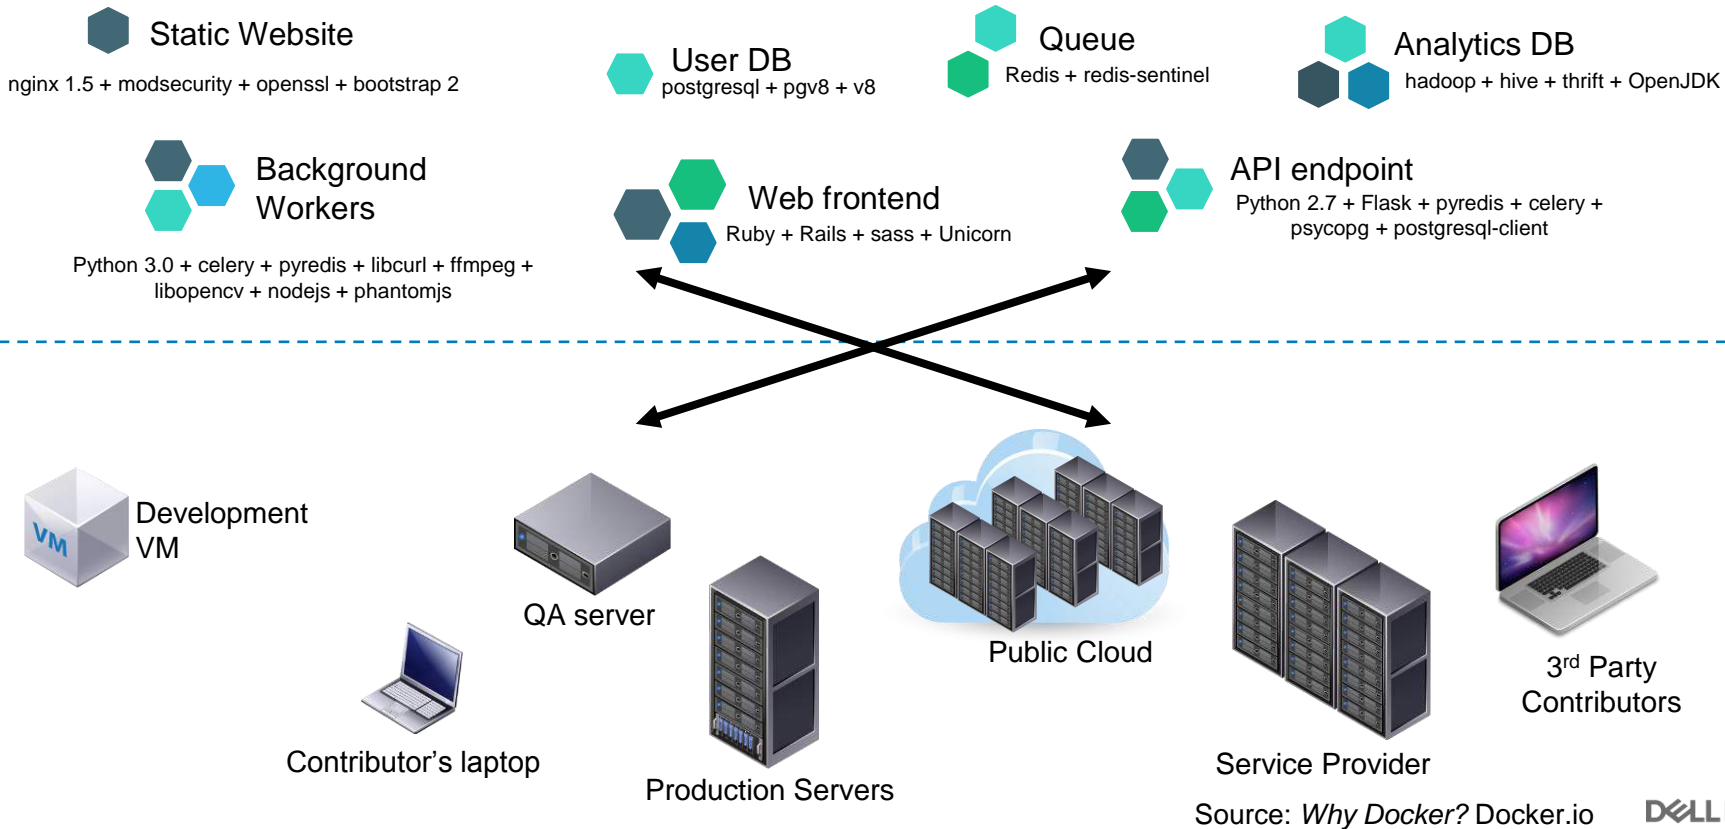 Static Website
nginx 1.5 + modsecurity + openssl + bootstrap 2
User DB
postgresql + pgv8 + v8
Queue
Redis + redis-sentinel
Analytics DB
hadoop + hive + thrift + OpenJDK
Background
Workers
Python 3.0 + celery + pyredis + libcurl + ffmpeg +
libopencv + nodejs + phantomjs
Web frontend
Ruby + Rails + sass + Unicorn
API endpoint
Python 2.7 + Flask + pyredis + celery +
psycopg + postgresql-client
VM
Development
VM
QA server
Public Cloud
3rd Party
Contributors
Contributor’s laptop
Production Servers
Service Provider
Source: Why Docker? Docker.io
DELL